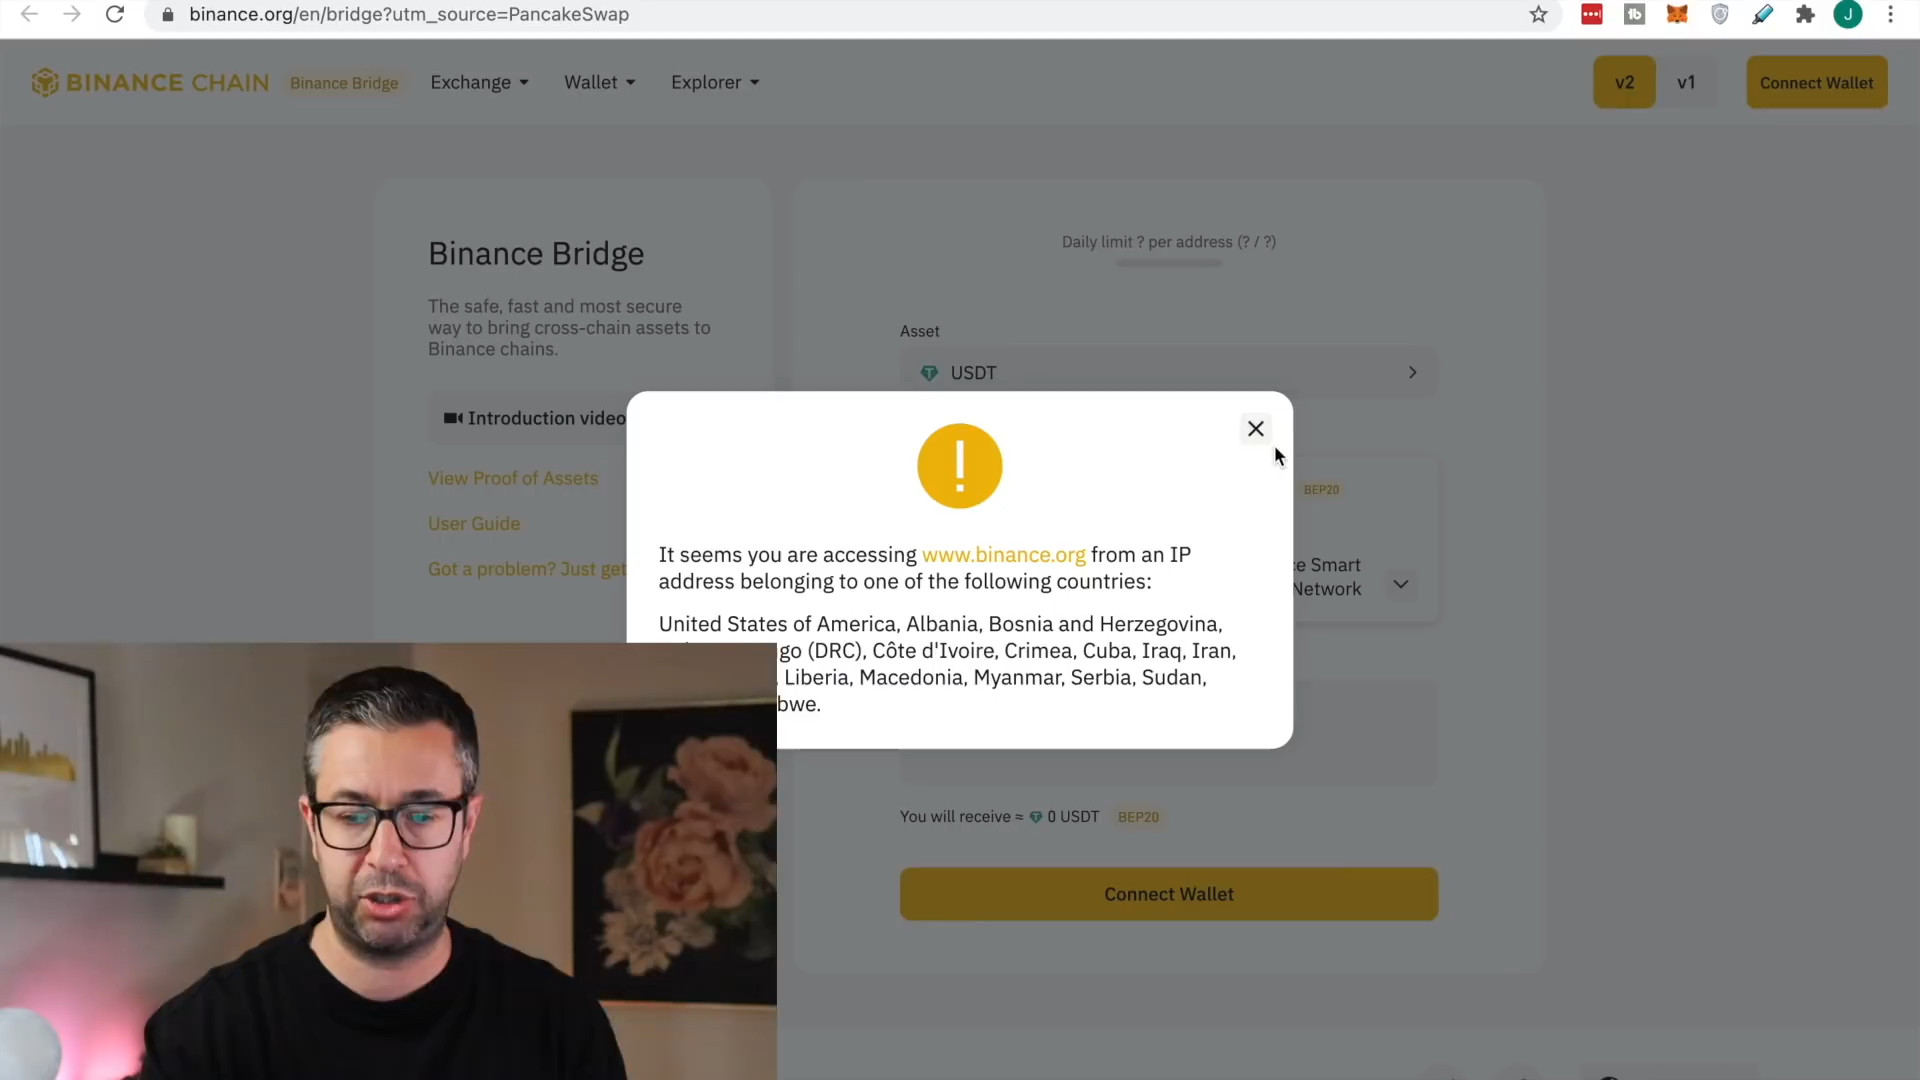 binance.org/en/bridge?utm_source=PancakeSwap
J
BINANCE CHAIN
Binance Bridge
Exchange
Wallet
Explorer
v2
v1
Connect Wallet
Binance Bridge
The safe, fast and most secure
way to bring cross-chain assets to
Binance chains.
Introduction video
View Proof of Assets
User Guide
Got a problem? Just get
Daily limit ? per address (? / ?)
Asset
USDT
BEP20
e Smart
Network
It seems you are accessing www.binance.org from an IP
address belonging to one of the following countries:
United States of America, Albania, Bosnia and Herzegovina,
go (DRC), Côte d'Ivoire, Crimea, Cuba, Iraq, Iran,
Liberia, Macedonia, Myanmar, Serbia, Sudan,
bwe.
You will receive ≈ 0 USDT BEP20
Connect Wallet